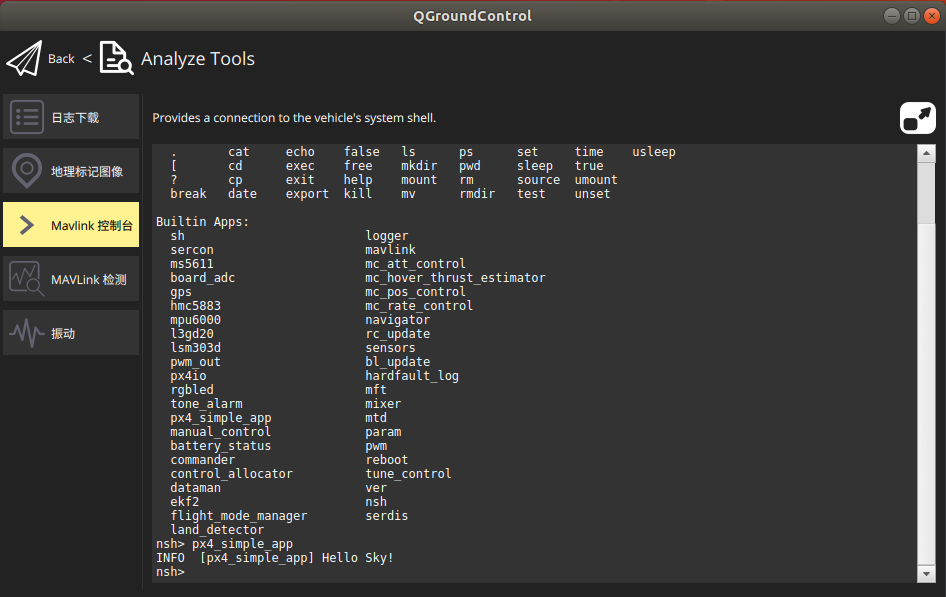 QGroundControl
Back < Analyze Tools
日志下载
地理标记图像
Mavlink 控制台
MAVLink 检测
振动
Provides a connection to the vehicle's system shell.
. cat echo false ls ps set time usleep
[ cd exec free mkdir pwd sleep true
? cp exit help mount rm source umount
break date export kill mv rmdir test unset
Builtin Apps:
sh logger
sercon mavlink
ms5611 mc_att_control
board_adc mc_hover_thrust_estimator
gps mc_pos_control
hmc5883 mc_rate_control
mpu6000 navigator
l3gd20 rc_update
lsm303d sensors
pwm_out bl_update
px4io hardfault_log
rgbled mft
tone_alarm mixer
px4_simple_app mtd
manual_control param
battery_status pwm
commander reboot
control_allocator tune_control
dataman ver
ekf2 nsh
flight_mode_manager serdis
land_detector
nsh> px4_simple_app
INFO [px4_simple_app] Hello Sky!
nsh>